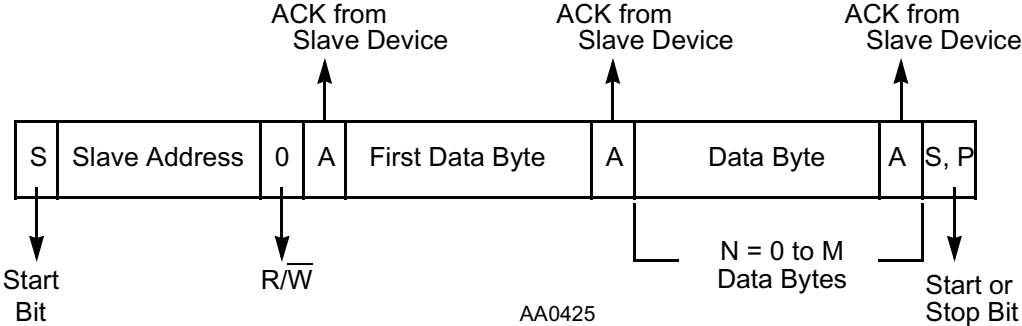 ACK from
Slave Device
ACK from
Slave Device
ACK from
Slave Device
S
Slave Address
0
A
First Data Byte
A
Data Byte
A
S, P
Start
Bit
R/W̅
N = 0 to M
Data Bytes
Start or
Stop Bit
AA0425